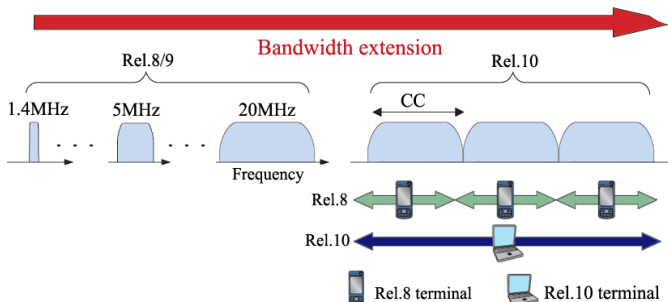 Bandwidth extension
Rel.8/9
Rel.10
1.4MHz
5MHz
20MHz
CC
Frequency
Rel.8
Rel.10
Rel.8 terminal
Rel.10 terminal